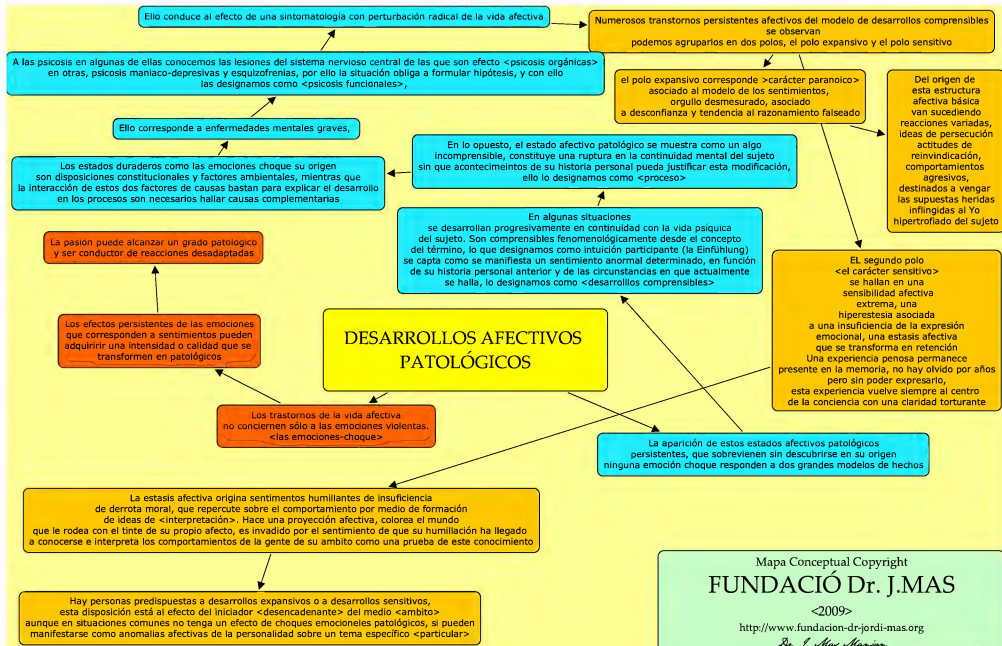 Ello conduce al efecto de una sintomatología con perturbación radical de la vida afectiva
Numerosos transtornos persistentes afectivos del modelo de desarrollos comprensibles
se observan
podemos agruparlos en dos polos, el polo expansivo y el polo sensitivo
A las psicosis en algunas de ellas conocemos las lesiones del sistema nervioso central de las que son efecto <psicosis orgánicas>
en otras, psicosis maniaco-depresivas y esquizofrenias, por ello la situación obliga a formular hipótesis, y con ello
las designamos como <psicosis funcionales>,
el polo expansivo corresponde >carácter paranoico>
asociado al modelo de los sentimientos,
orgullo desmesurado, asociado
a desconfianza y tendencia al razonamiento falseado
Del origen de
esta estructura
afectiva básica
van sucediendo
reacciones variadas,
ideas de persecución
actitudes de
reinvindicación,
comportamientos
agresivos,
destinados a vengar
las supuestas heridas
inflingidas al Yo
hipertrofiado del sujeto
Ello corresponde a enfermedades mentales graves,
En lo opuesto, el estado afectivo patológico se muestra como un algo
incomprensible, constituye una ruptura en la continuidad mental del sujeto
sin que acontecimeintos de su historia personal pueda justificar esta modificación,
ello lo designamos como <proceso>
Los estados duraderos como las emociones choque su origen
son disposiciones constitucionales y factores ambientales, mientras que
la interacción de estos dos factores de causas bastan para explicar el desarrollo
en los procesos son necesarios hallar causas complementarias
En algunas situaciones
se desarrollan progresivamente en continuidad con la vida psíquica
del sujeto. Son comprensibles fenomenológicamente desde el concepto
del término, lo que designamos como intuición participante (la Einfühlung)
se capta como se manifiesta un sentimiento anormal determinado, en función
de su historia personal anterior y de las circunstancias en que actualmente
se halla, lo designamos como <desarrollos comprensibles>
La pasión puede alcanzar un grado patológico
y ser conductor de reacciones desadaptadas
EL segundo polo
<el carácter sensitivo>
se hallan en una
sensibilidad afectiva
extrema, una
hiperestesia asociada
a una insuficiencia de la expresión
emocional, una estasis afectiva
que se transforma en retención
Una experiencia penosa permanece
presente en la memoria, no hay olvido por años
pero sin poder expresarlo,
esta experiencia vuelve siempre al centro
de la conciencia con una claridad torturante
Los efectos persistentes de las emociones
que corresponden a sentimientos pueden
adquiririr una intensidad o calidad que se
transformen en patológicos
DESARROLLOS AFECTIVOS
PATOLÓGICOS
Los trastornos de la vida afectiva
no conciernen sólo a las emociones violentas.
<las emociones-choque>
La aparición de estos estados afectivos patológicos
persistentes, que sobrevienen sin descubrirse en su origen
ninguna emoción choque responden a dos grandes modelos de hechos
La estasis afectiva origina sentimentos humillantes de insuficiencia
de derrota moral, que repercute sobre el comportamiento por medio de formación
de ideas de <interpretación>. Hace una proyección afectiva, colorea el mundo
que le rodea con el tinte de su propio afecto, es invadido por el sentimiento de que su humillación ha llegado
a conocerse e interpreta los comportamientos de la gente de su ambito como una prueba de este conocimiento
Hay personas predispuestas a desarrollos expansivos o a desarrollos sensitivos,
esta disposición está al efecto del iniciador <desencadenante> del medio <ambito>
aunque en situaciones comunes no tenga un efecto de choques emocioneles patológicos, si pueden
manifestarse como anomalias afectivas de la personalidad sobre un tema específico <particular>
Mapa Conceptual Copyright
FUNDACIÓ Dr. J.MAS
<2009>
http://www.fundacion-dr-jordi-mas.org
Dr. J. Mas Manjon